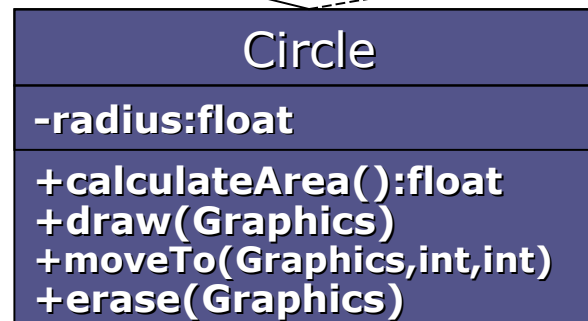 Circle
-radius:float
+calculateArea():float
+draw(Graphics)
+moveTo(Graphics,int,int)
+erase(Graphics)